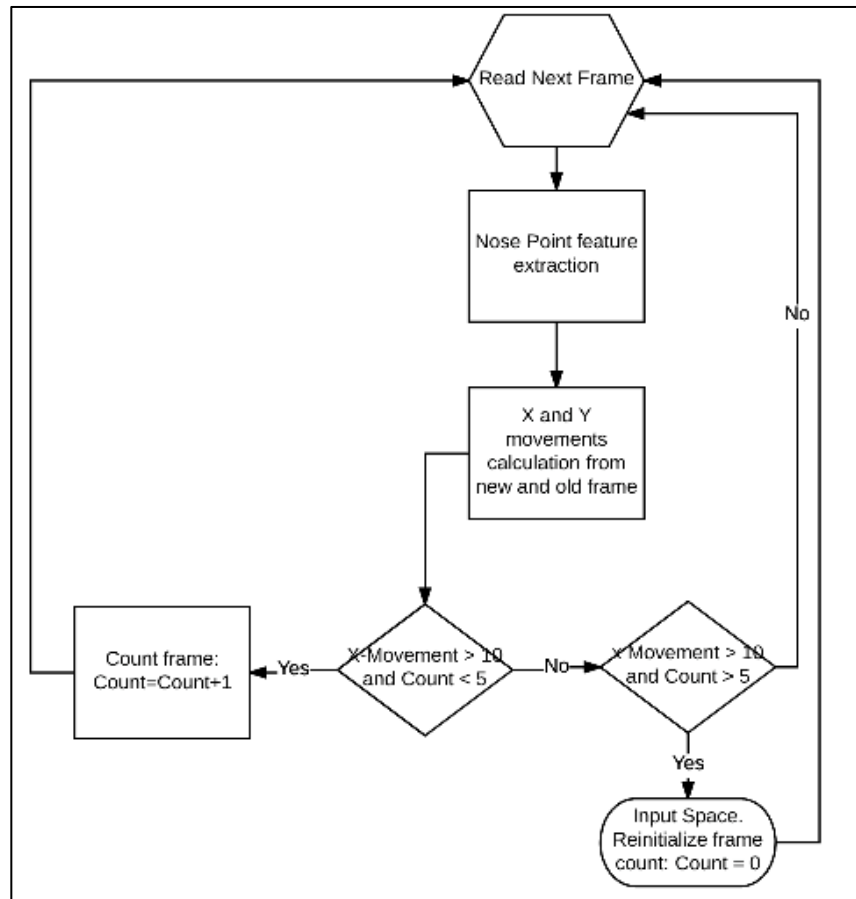 Read Next Frame
Nose Point feature
extraction
No
X and Y
movements
calculation from
new and old frame
Count frame:
Count=Count+1
Yes
X-Movement > 10
and Count < 5
No
x Movement > 10
and Count > 5
Yes
Input Space.
Reinitialize frame
count: Count = 0